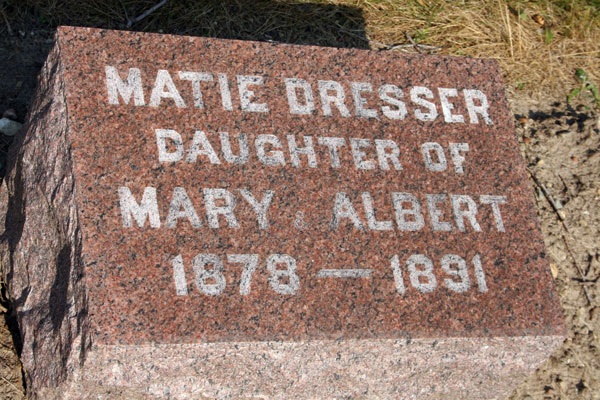 MATIE DRESSER
DAUGHTER OF
MARY & ALBERT
1878 – 1891